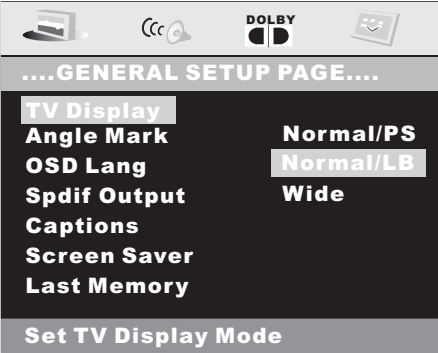 DOLBY
....GENERAL SETUP PAGE....
TV Display
Angle Mark
OSD Lang
Spdif Output
Captions
Screen Saver
Last Memory
Normal/PS
Normal/LB
Wide
Set TV Display Mode